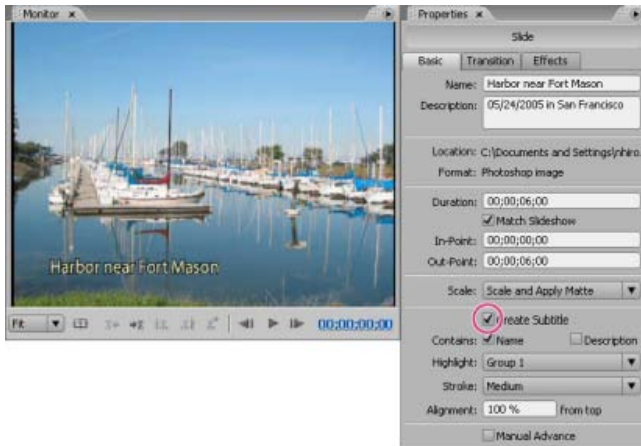 Monitor x
Harbor near Fort Mason
Fit
00;00;00;00
Properties x
Slide
Basic Transition Effects
Name: Harbor near Fort Mason
Description: 05/24/2005 in San Francisco
Location: C:\Documents and Settings\nhiro.
Format: Photoshop image
Duration: 00;00;06;00
Match Slideshow
In-Point: 00;00;00;00
Out-Point: 00;00;06;00
Scale: Scale and Apply Matte
Create Subtitle
Contains: Name Description
Highlight: Group 1
Stroke: Medium
Alignment: 100 % from top
Manual Advance